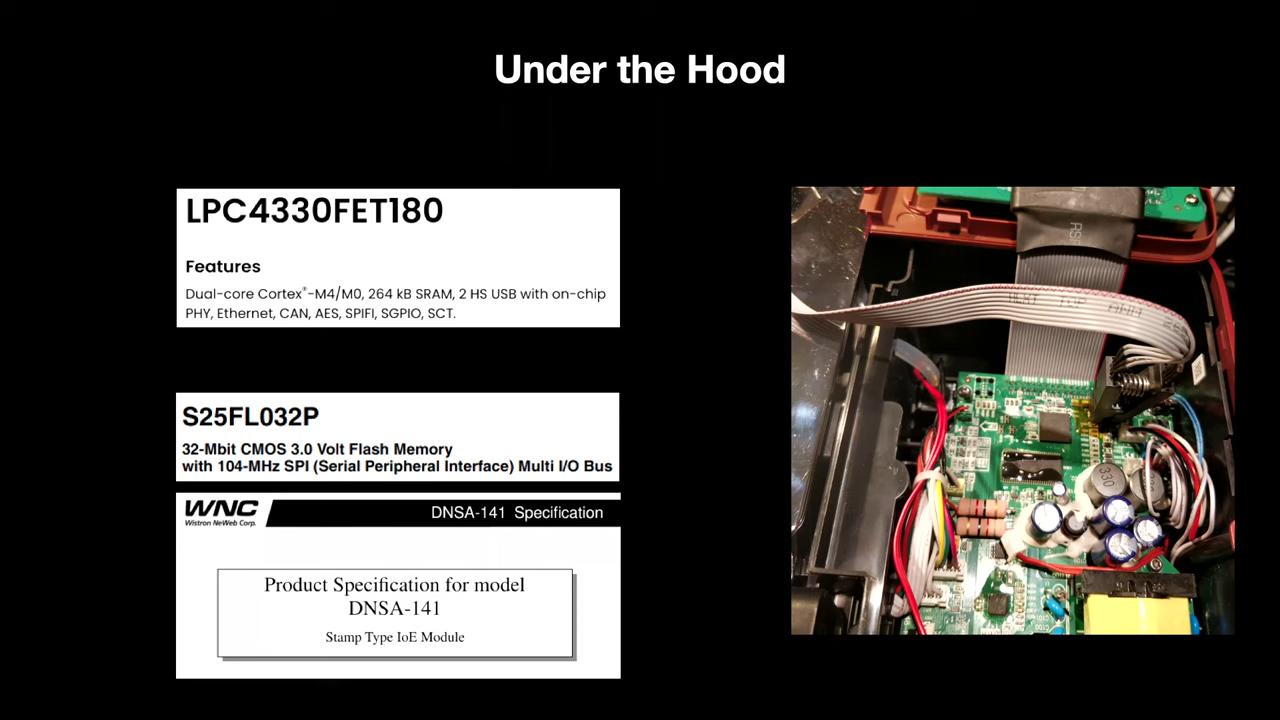 Under the Hood
LPC4330FET180
Features
Dual-core Cortex®-M4/M0, 264 kB SRAM, 2 HS USB with on-chip
PHY, Ethernet, CAN, AES, SPIFI, SGPIO, SCT.
S25FL032P
32-Mbit CMOS 3.0 Volt Flash Memory
with 104-MHz SPI (Serial Peripheral Interface) Multi I/O Bus
WNC
Wistron NeWeb Corp.
DNSA-141 Specification
Product Specification for model
DNSA-141
Stamp Type IoE Module
330